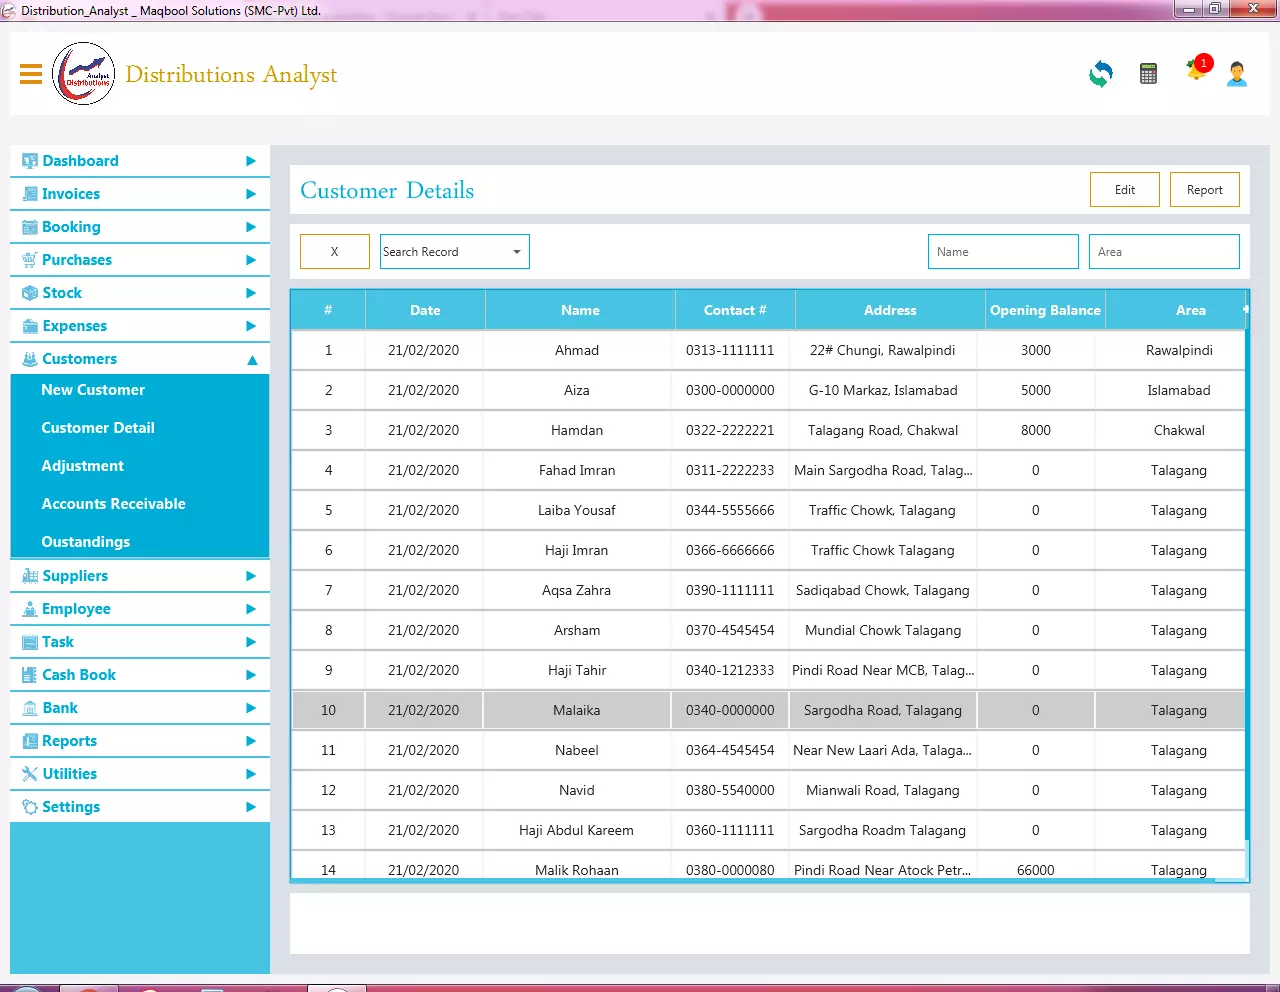 Distribution_Analyst _ Maqbool Solutions (SMC-Pvt) Ltd.
Analyst
Distributions
Distributions Analyst
1
Dashboard
Invoices
Booking
Purchases
Stock
Expenses
Customers
New Customer
Customer Detail
Adjustment
Accounts Receivable
Oustandings
Suppliers
Employee
Task
Cash Book
Bank
Reports
Utilities
Settings
Customer Details
Edit Report
X Search Record Name Area
# Date Name Contact # Address Opening Balance Area
1 21/02/2020 Ahmad 0313-1111111 22# Chungi, Rawalpindi 3000 Rawalpindi
2 21/02/2020 Aiza 0300-0000000 G-10 Markaz, Islamabad 5000 Islamabad
3 21/02/2020 Hamdan 0322-2222221 Talagang Road, Chakwal 8000 Chakwal
4 21/02/2020 Fahad Imran 0311-2222233 Main Sargodha Road, Talag... 0 Talagang
5 21/02/2020 Laiba Yousaf 0344-5555666 Traffic Chowk, Talagang 0 Talagang
6 21/02/2020 Haji Imran 0366-6666666 Traffic Chowk Talagang 0 Talagang
7 21/02/2020 Aqsa Zahra 0390-1111111 Sadiqabad Chowk, Talagang 0 Talagang
8 21/02/2020 Arsham 0370-4545454 Mundial Chowk Talagang 0 Talagang
9 21/02/2020 Haji Tahir 0340-1212333 Pindi Road Near MCB, Talag... 0 Talagang
10 21/02/2020 Malaika 0340-0000000 Sargodha Road, Talagang 0 Talagang
11 21/02/2020 Nabeel 0364-4545454 Near New Laari Ada, Talaga... 0 Talagang
12 21/02/2020 Navid 0380-5540000 Mianwali Road, Talagang 0 Talagang
13 21/02/2020 Haji Abdul Kareem 0360-1111111 Sargodha Roadm Talagang 0 Talagang
14 21/02/2020 Malik Rohaan 0380-0000080 Pindi Road Near Atock Petr... 66000 Talagang